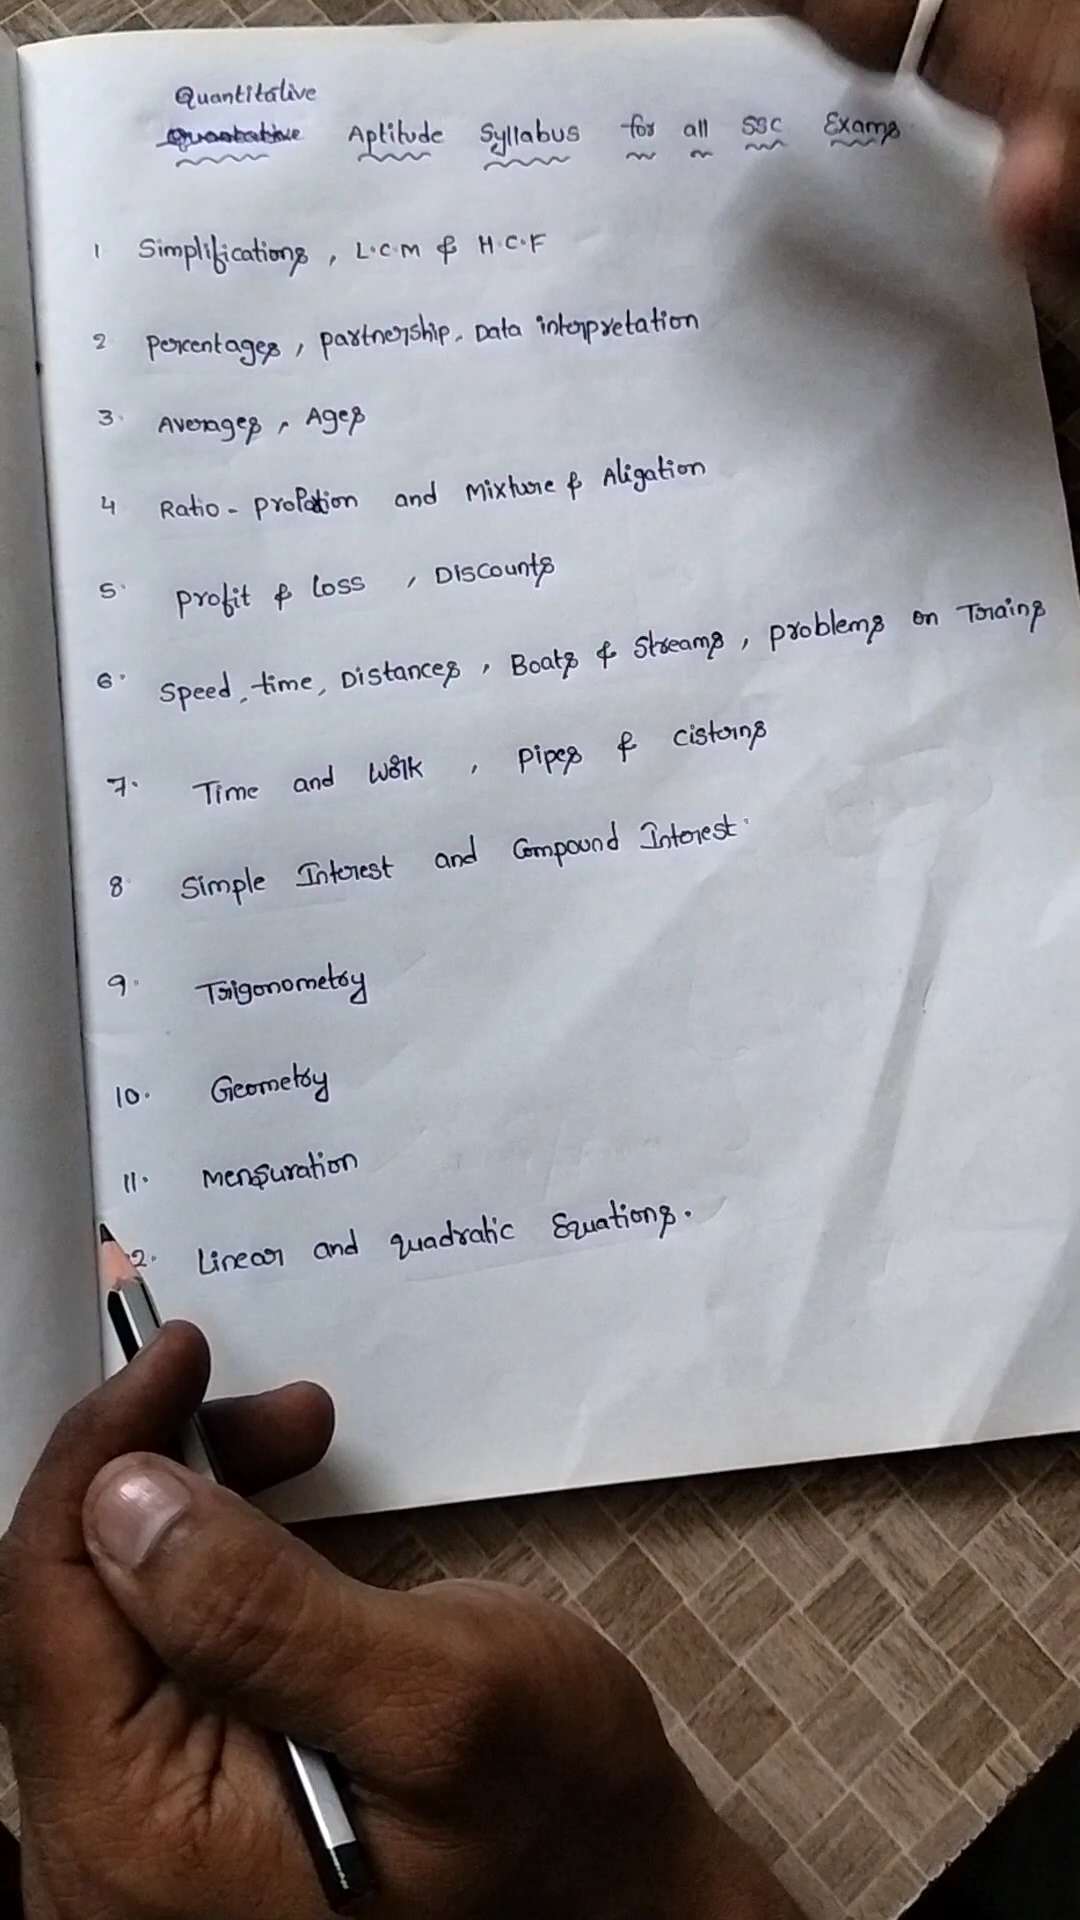 Quantitative
Quantative Aptitude Syllabus for all SSC Exams
1 Simplifications, L.C.M & H.C.F
2 Percentages, partnership, Data interpretation
3. Averages, Ages
4 Ratio - Propotion and Mixture & Aligation
5. Profit & Loss, Discounts
6. Speed, time, Distances, Boats & Streams, problems on Trains
7. Time and Work, Pipes & cisterns
8. Simple Interest and Compound Interest.
9. Trigonometry
10. Geometry
11. Mensuration
2. Linear and quadratic Equations.